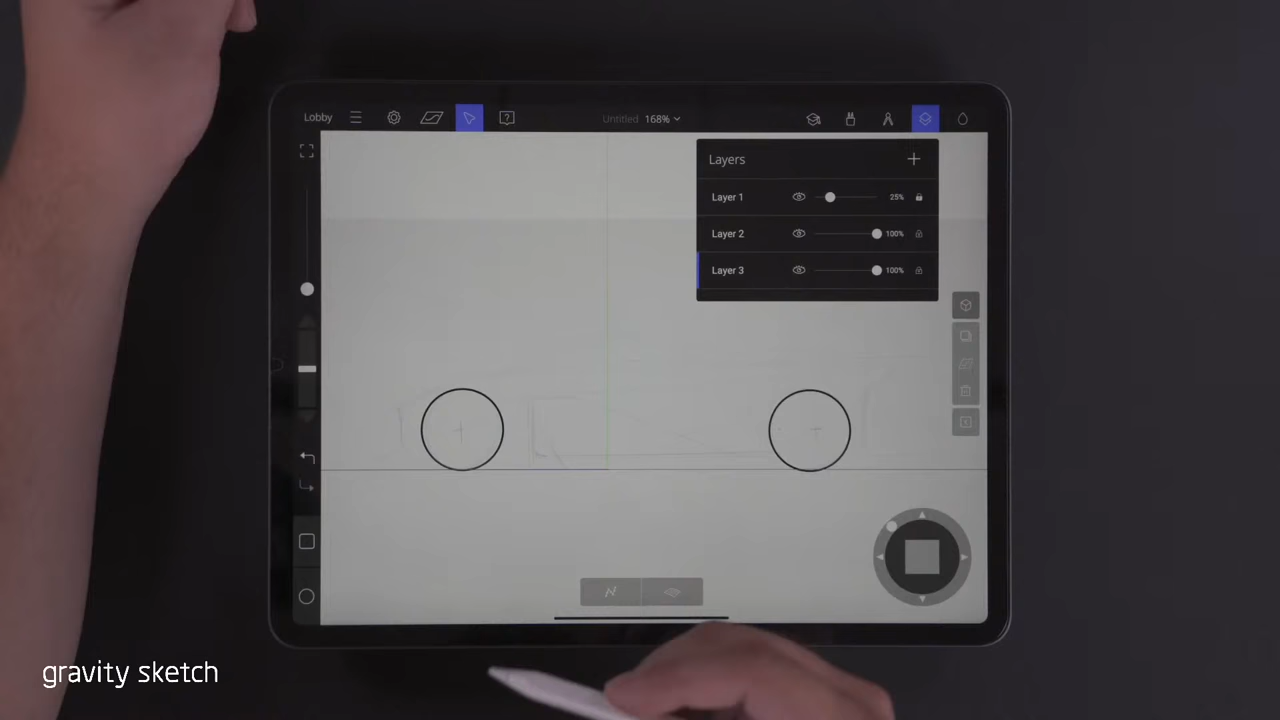 Lobby
Untitled 168%
Layers
Layer 1 25%
Layer 2 100%
Layer 3 100%
gravity sketch